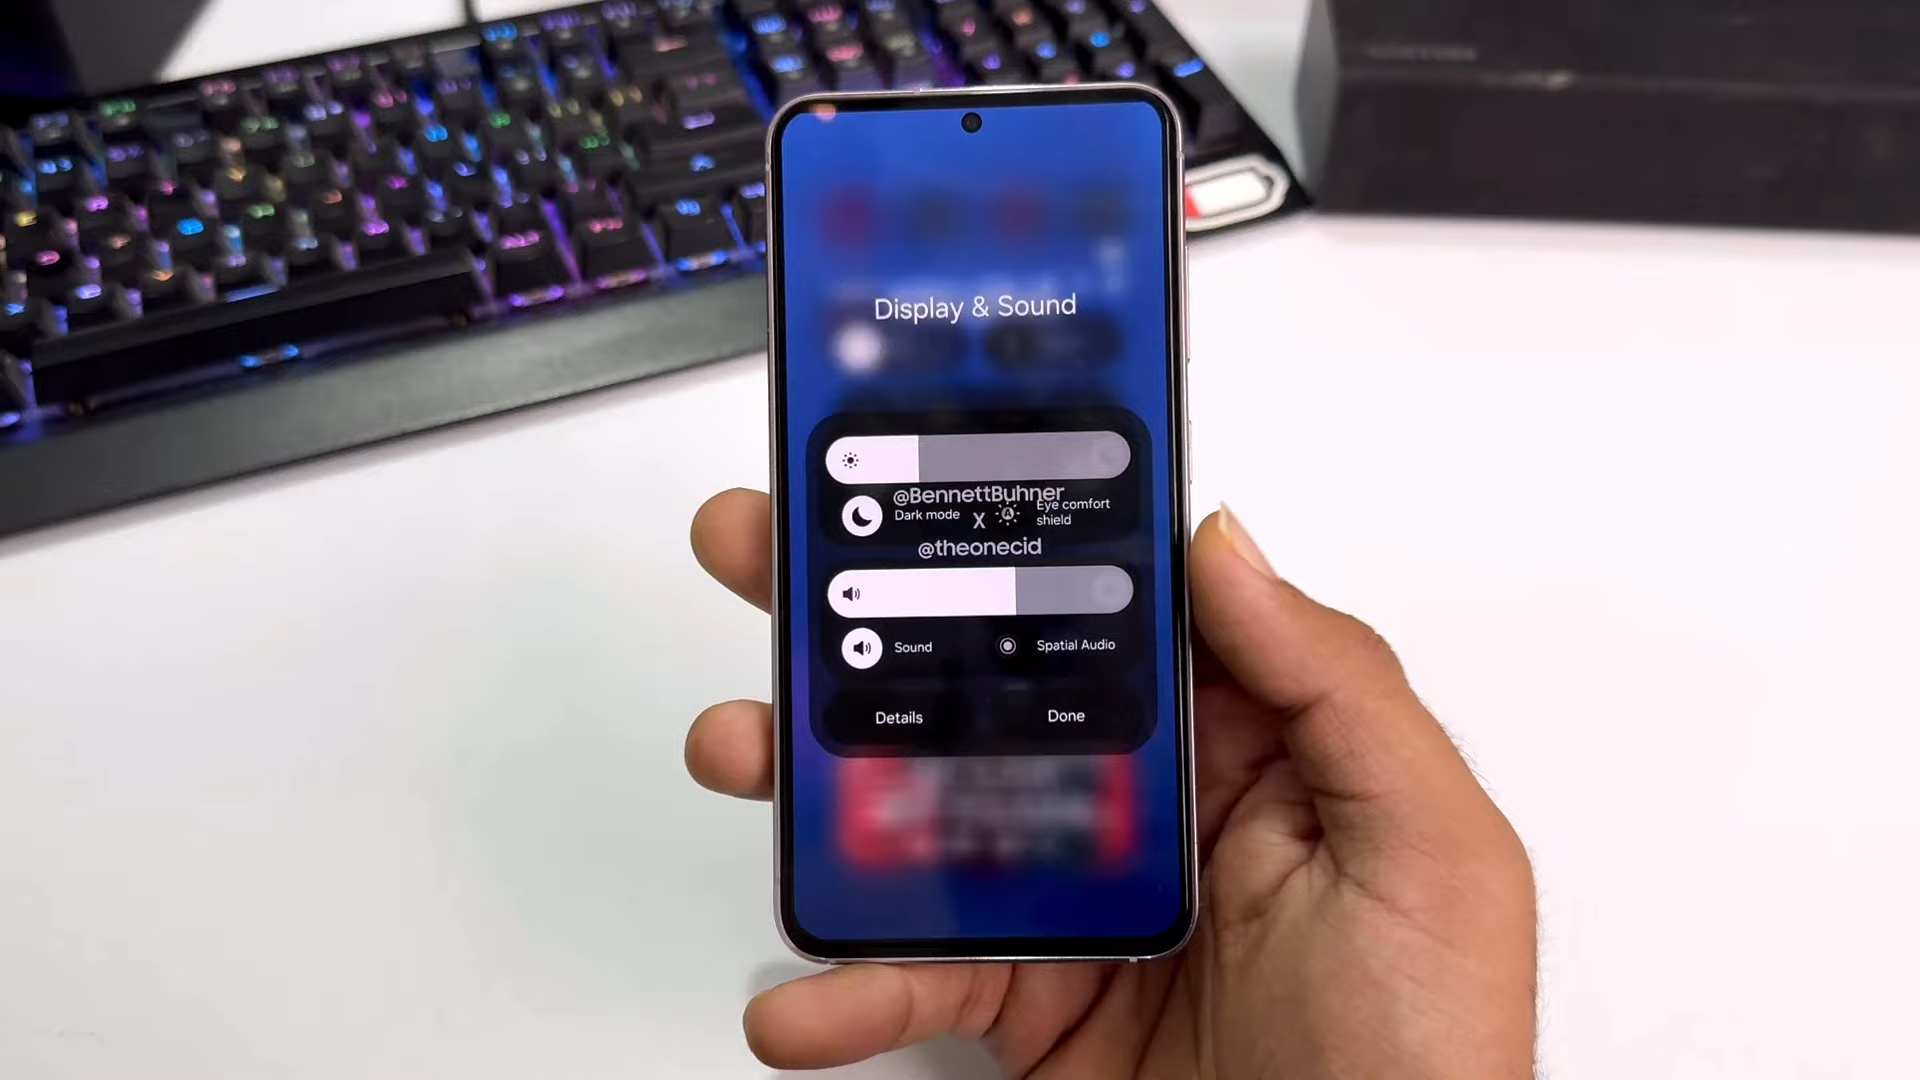 Display & Sound
@BennettBuhner
Dark mode
X
Eye comfort
shield
@theonecid
Sound
Spatial Audio
Details
Done